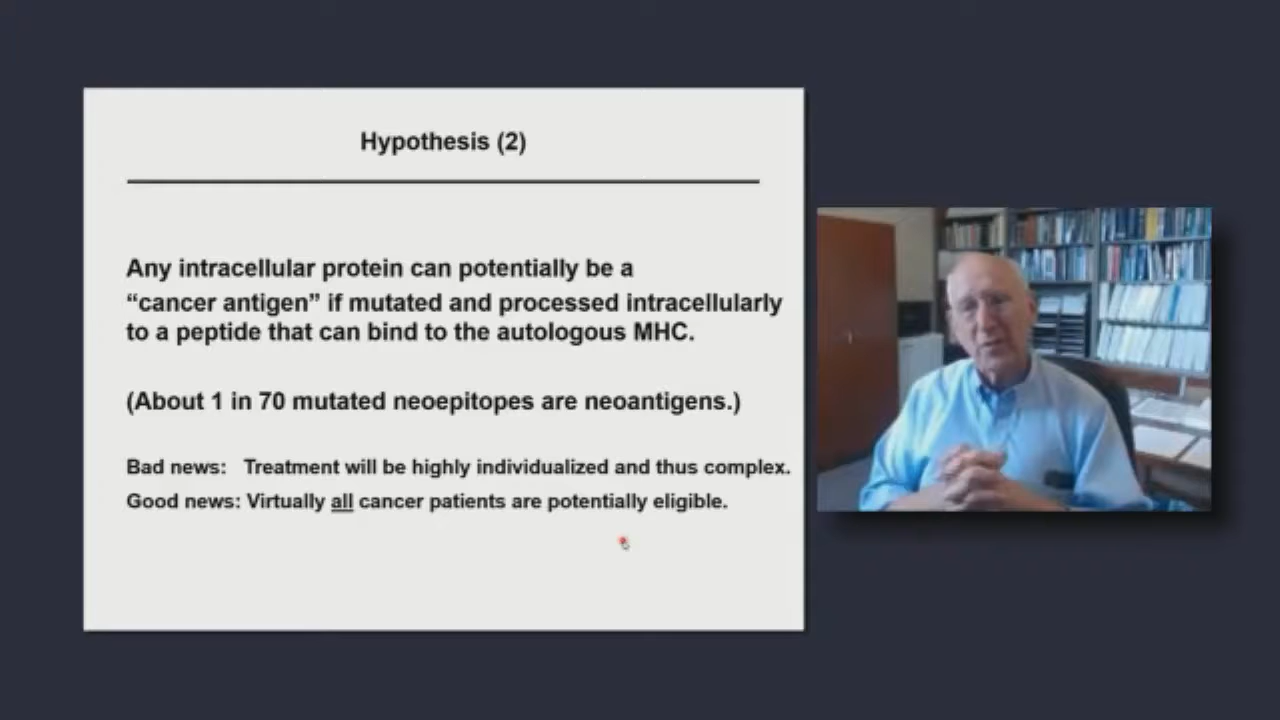 Hypothesis (2)
Any intracellular protein can potentially be a
“cancer antigen” if mutated and processed intracellularly
to a peptide that can bind to the autologous MHC.
(About 1 in 70 mutated neoepitopes are neoantigens.)
Bad news: Treatment will be highly individualized and thus complex.
Good news: Virtually all cancer patients are potentially eligible.